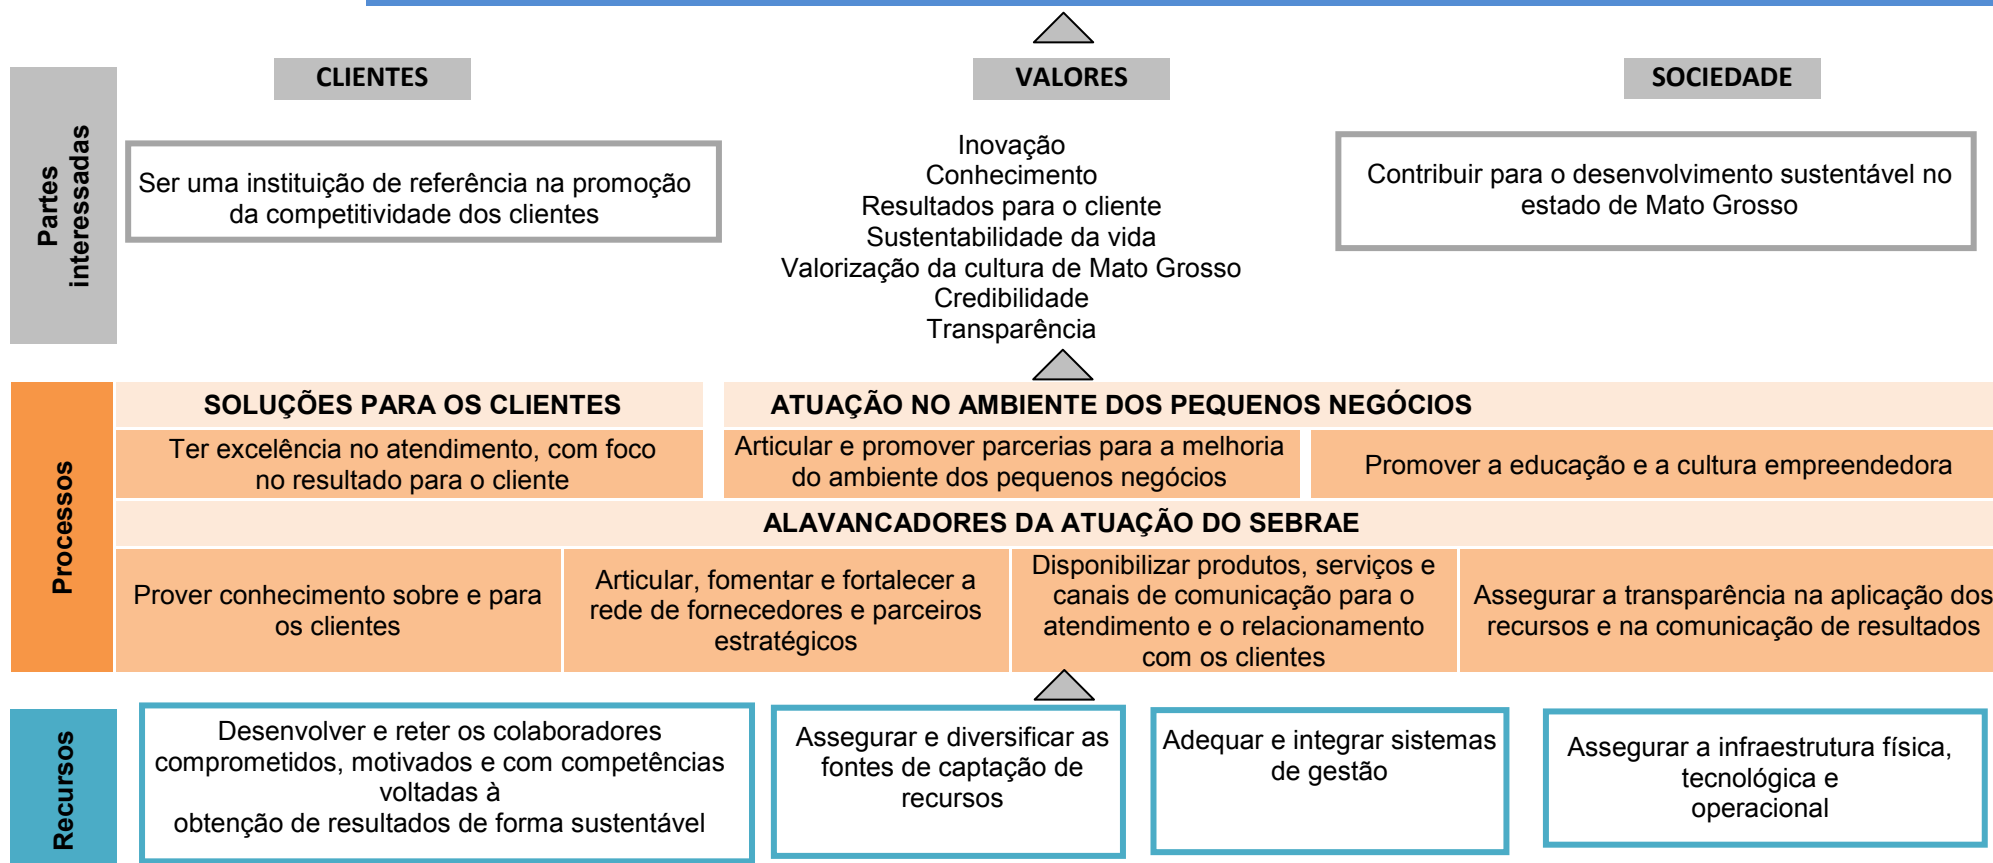 Partes
interessadas
CLIENTES
Ser uma instituição de referência na promoção
da competitividade dos clientes
VALORES
Inovação
Conhecimento
Resultados para o cliente
Sustentabilidade da vida
Valorização da cultura de Mato Grosso
Credibilidade
Transparência
SOCIEDADE
Contribuir para o desenvolvimento sustentável no
estado de Mato Grosso
Processos
SOLUÇÕES PARA OS CLIENTES
Ter excelência no atendimento, com foco
no resultado para o cliente
ATUAÇÃO NO AMBIENTE DOS PEQUENOS NEGÓCIOS
Articular e promover parcerias para a melhoria
do ambiente dos pequenos negócios
Promover a educação e a cultura empreendedora
ALAVANCADORES DA ATUAÇÃO DO SEBRAE
Prover conhecimento sobre e para
os clientes
Articular, fomentar e fortalecer a
rede de fornecedores e parceiros
estratégicos
Disponibilizar produtos, serviços e
canais de comunicação para o
atendimento e o relacionamento
com os clientes
Assegurar a transparência na aplicação dos
recursos e na comunicação de resultados
Recursos
Desenvolver e reter os colaboradores
comprometidos, motivados e com competências
voltadas à
obtenção de resultados de forma sustentável
Assegurar e diversificar as
fontes de captação de
recursos
Adequar e integrar sistemas
de gestão
Assegurar a infraestrutura física,
tecnológica e
operacional